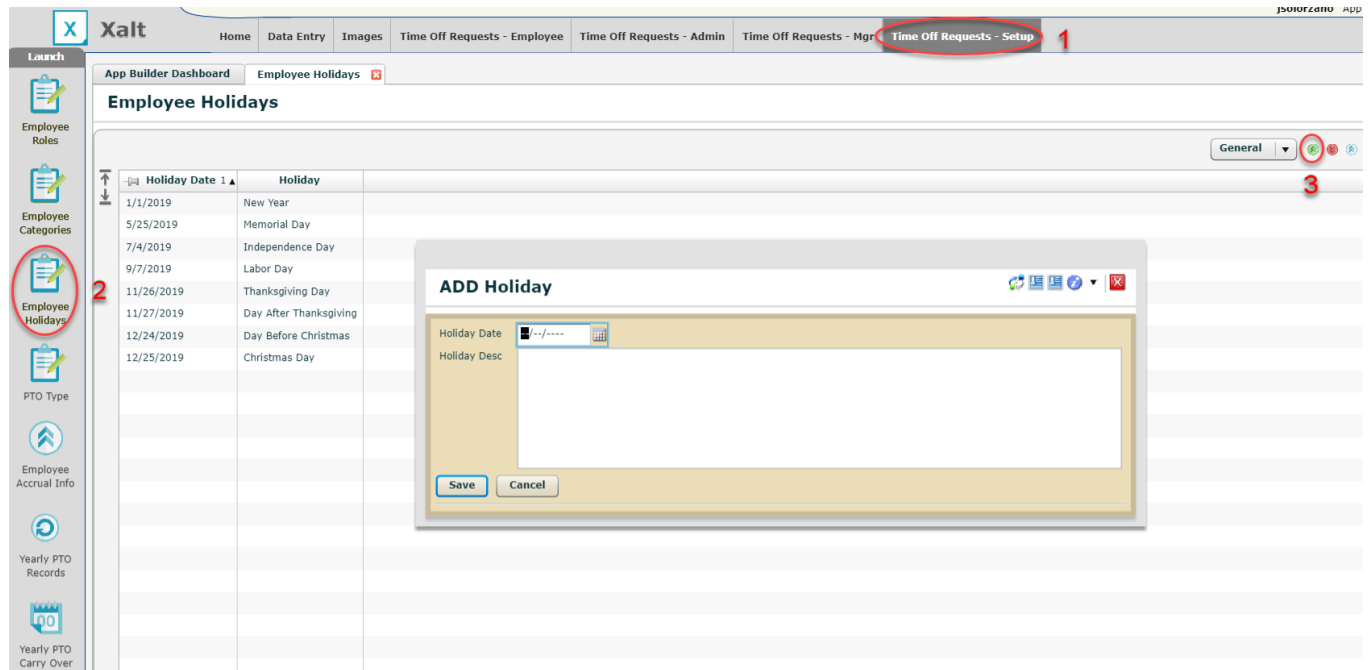 jsolorzano App
X
Xalt
Home
Data Entry
Images
Time Off Requests - Employee
Time Off Requests - Admin
Time Off Requests - Mgr
Time Off Requests - Setup
1
Launch
App Builder Dashboard
Employee Holidays
Employee Holidays
Employee
Roles
General
3
Holiday Date 1
Holiday
1/1/2019 New Year
5/25/2019 Memorial Day
7/4/2019 Independence Day
9/7/2019 Labor Day
11/26/2019 Thanksgiving Day
11/27/2019 Day After Thanksgiving
12/24/2019 Day Before Christmas
12/25/2019 Christmas Day
Employee
Categories
2
Employee
Holidays
PTO Type
Employee
Accrual Info
Yearly PTO
Records
00
Yearly PTO
Carry Over
ADD Holiday
Holiday Date --/--/----
Holiday Desc
Save
Cancel